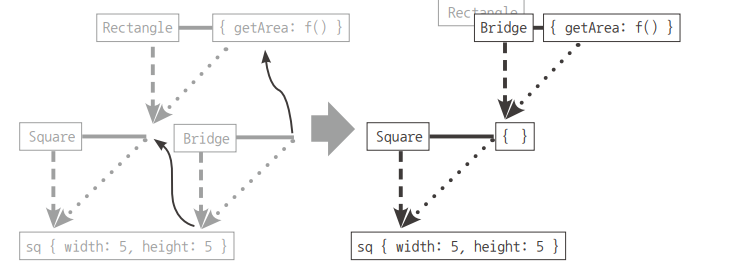 Rectangle { getArea: f() }
Square Bridge
sq { width: 5, height: 5 }
Rectangle
Bridge { getArea: f() }
Square { }
sq { width: 5, height: 5 }